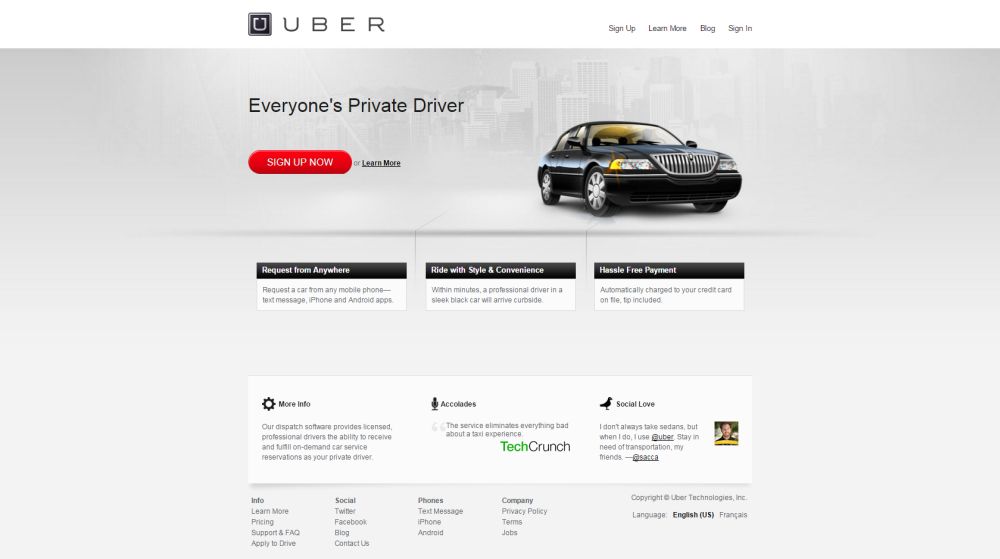 UBER
Sign Up Learn More Blog Sign In
Everyone's Private Driver
SIGN UP NOW or Learn More
Request from Anywhere
Request a car from any mobile phone—
text message, iPhone and Android apps.
Ride with Style & Convenience
Within minutes, a professional driver in a
sleek black car will arrive curbside.
Hassle Free Payment
Automatically charged to your credit card
on file, tip included.
More Info
Our dispatch software provides licensed,
professional drivers the ability to receive
and fulfill on-demand car service
reservations as your private driver.
Accolades
The service eliminates everything bad
about a taxi experience.
TechCrunch
Social Love
I don't always take sedans, but
when I do, I use @uber. Stay in
need of transportation, my
friends. —@sacca
Info
Learn More
Pricing
Support & FAQ
Apply to Drive
Social
Twitter
Facebook
Blog
Contact Us
Phones
Text Message
iPhone
Android
Company
Privacy Policy
Terms
Jobs
Copyright © Uber Technologies, Inc.
Language: English (US) Français